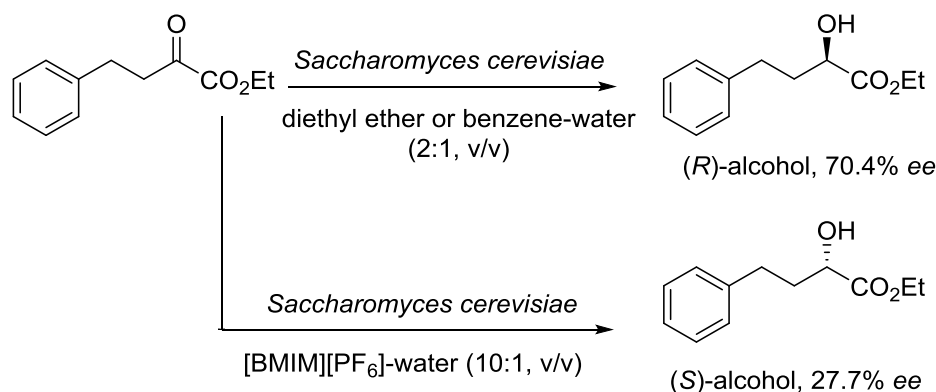 O
CO2Et
Saccharomyces cerevisiae
diethyl ether or benzene-water
(2:1, v/v)
OH
CO2Et
(R)-alcohol, 70.4% ee
Saccharomyces cerevisiae
[BMIM][PF6]-water (10:1, v/v)
OH
CO2Et
(S)-alcohol, 27.7% ee